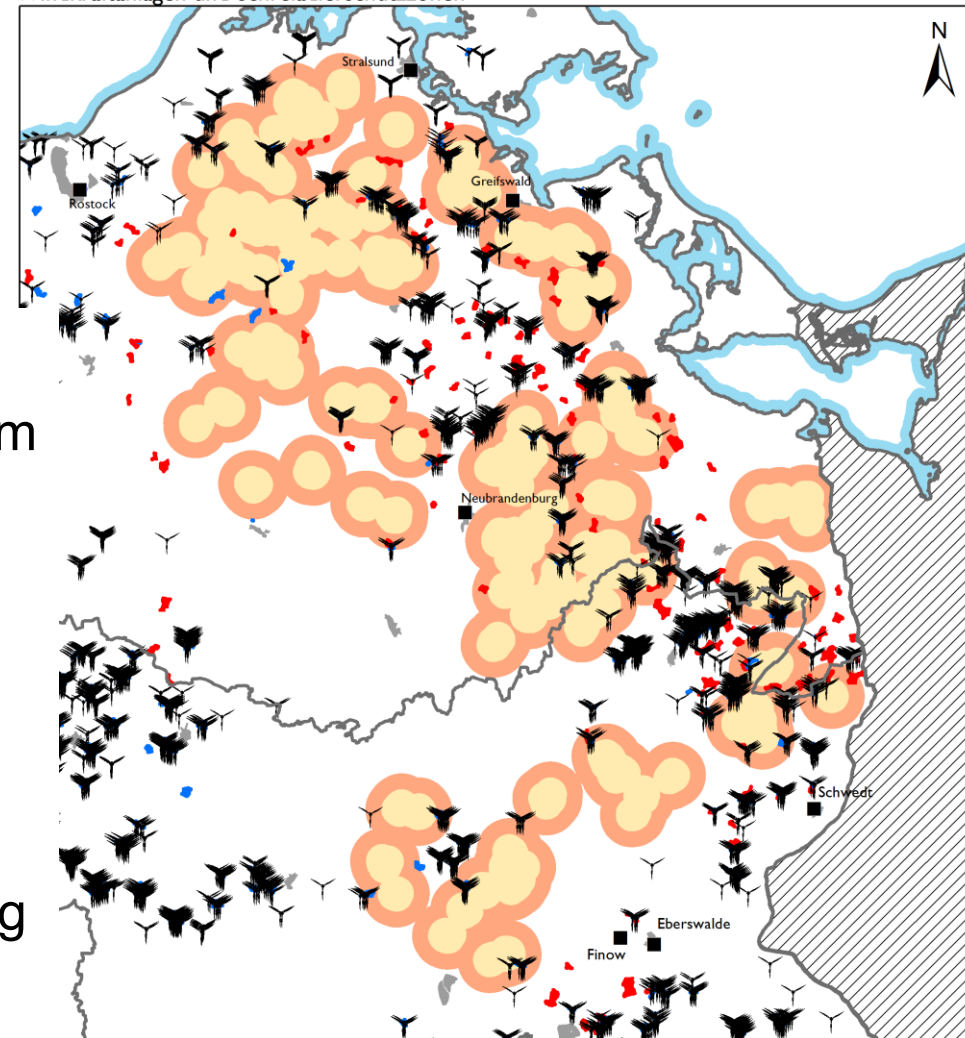 N
Stralsund
Greifswald
Rostock
m
Neubrandenburg
Schwedt
g
Eberswalde
Finow